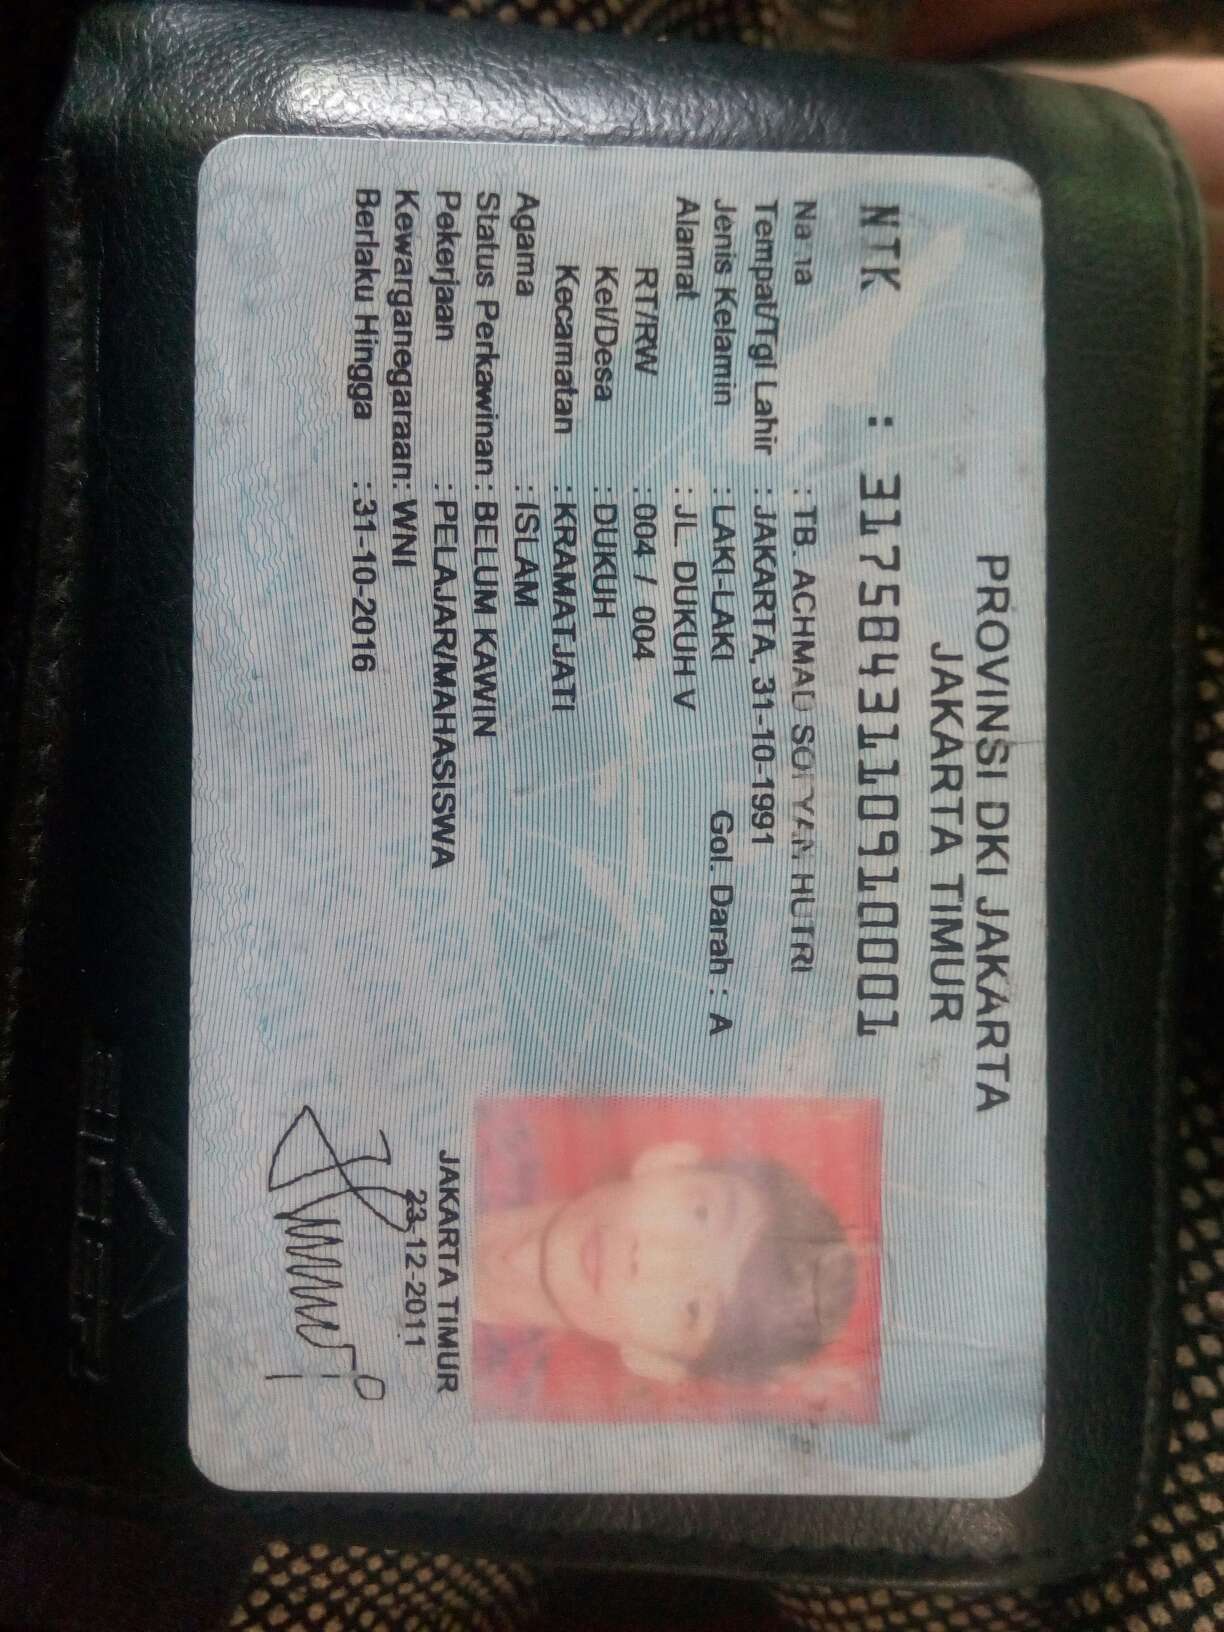 PROVINSI DKI JAKARTA
JAKARTA TIMUR
NIK : 3175043110910001
Nama : TB. ACHMAD SOFYAN HUTRI
Tempat/Tgl Lahir : JAKARTA, 31-10-1991
Jenis Kelamin : LAKI-LAKI Gol. Darah : A
Alamat : JL. DUKUH V
RT/RW : 004 / 004
Kel/Desa : DUKUH
Kecamatan : KRAMATJATI
Agama : ISLAM
Status Perkawinan : BELUM KAWIN
Pekerjaan : PELAJAR/MAHASISWA
Kewarganegaraan : WNI
Berlaku Hingga : 31-10-2016
JAKARTA TIMUR
23-12-2011